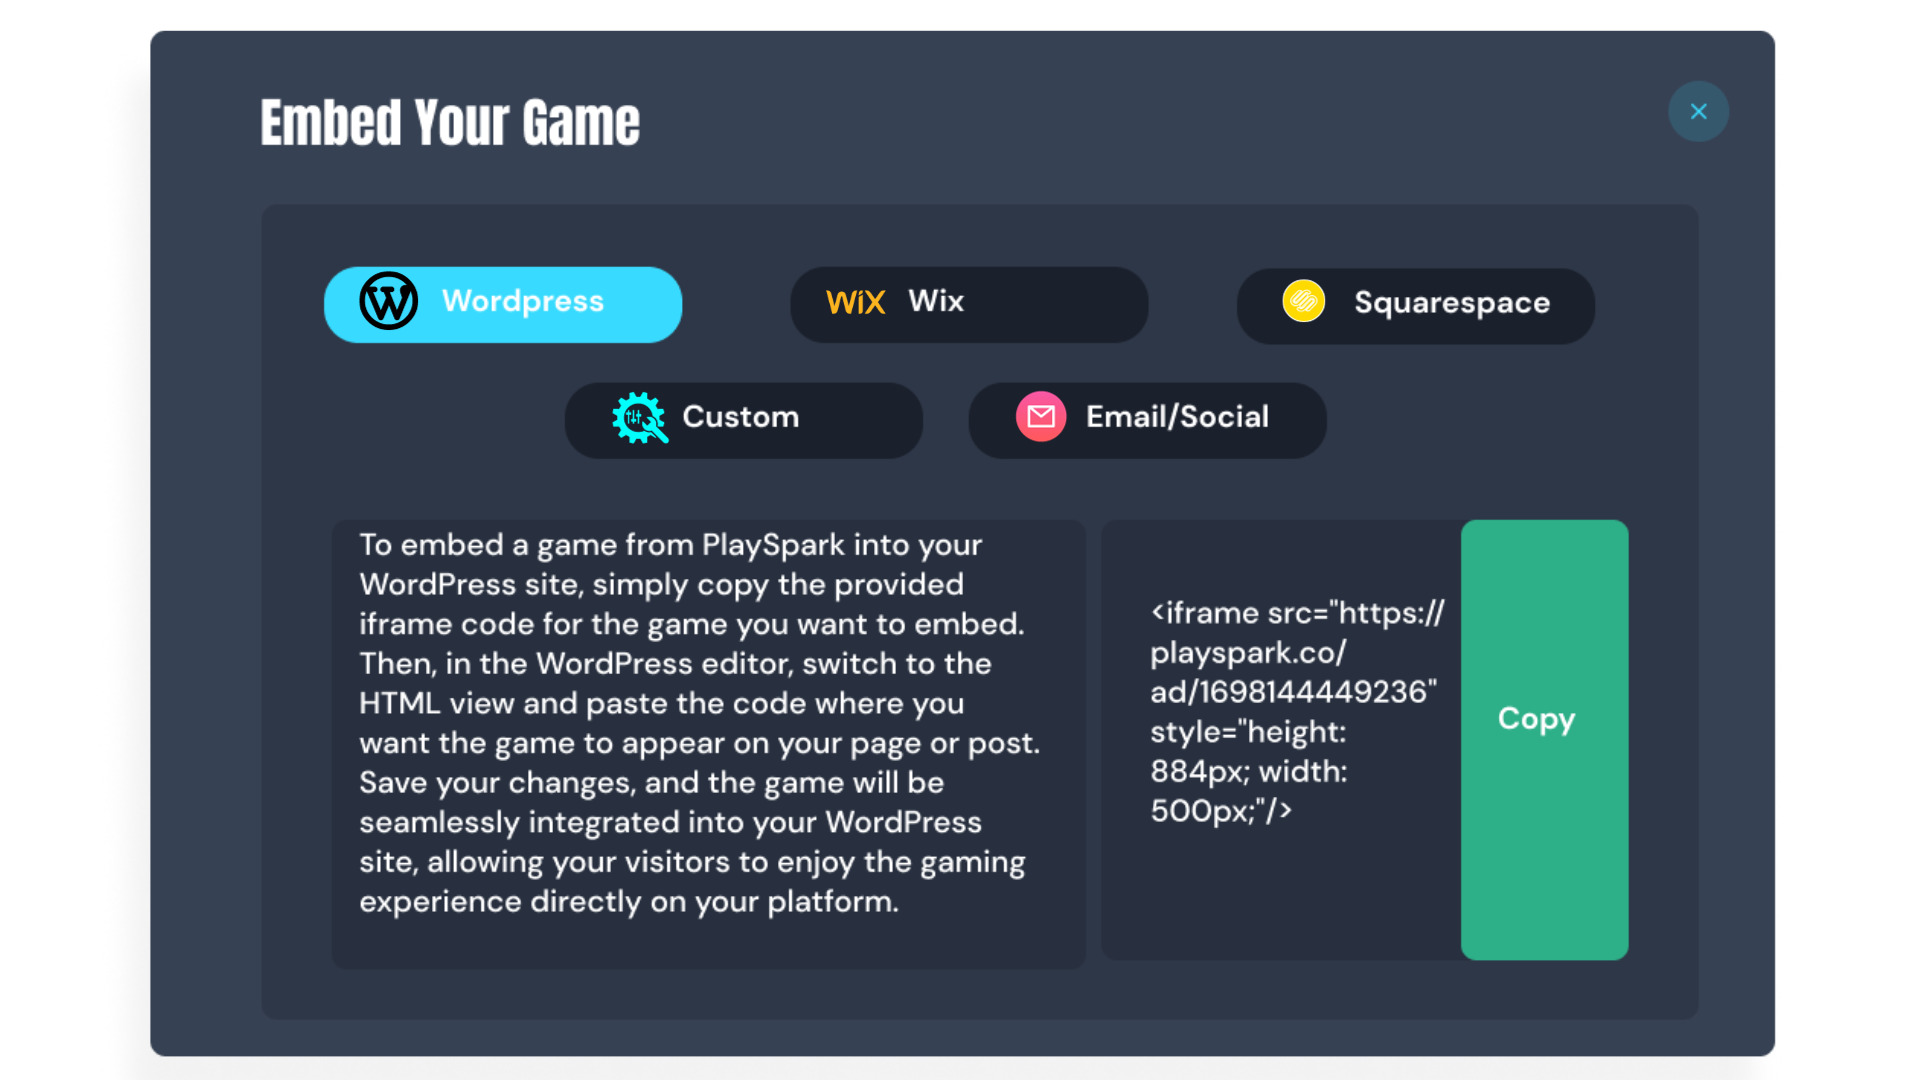 Embed Your Game
Wordpress
WiX Wix
Squarespace
Custom
Email/Social
To embed a game from PlaySpark into your
WordPress site, simply copy the provided
iframe code for the game you want to embed.
Then, in the WordPress editor, switch to the
HTML view and paste the code where you
want the game to appear on your page or post.
Save your changes, and the game will be
seamlessly integrated into your WordPress
site, allowing your visitors to enjoy the gaming
experience directly on your platform.
<iframe src="https://
playspark.co/
ad/1698144449236"
style="height:
884px; width:
500px;"/>
Copy